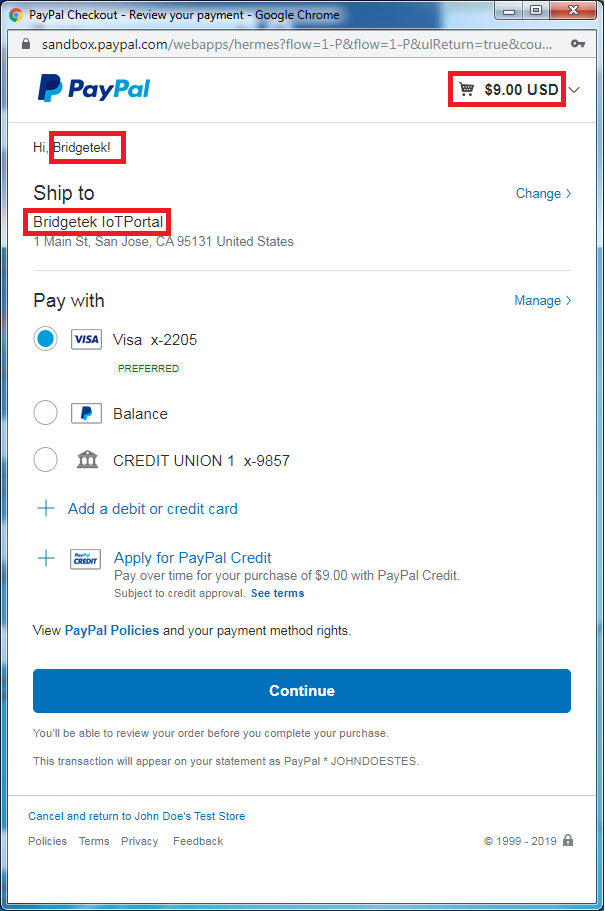 PayPal Checkout - Review your payment - Google Chrome
sandbox.paypal.com/webapps/hermes?flow=1-P&flow=1-P&ulReturn=true&cou...
PayPal
$9.00 USD
Hi, Bridgetek!
Ship to
Change
Bridgetek IoTPortal
1 Main St, San Jose, CA 95131 United States
Pay with
Manage
VISA Visa x-2205
PREFERRED
Balance
CREDIT UNION 1 x-9857
Add a debit or credit card
PayPal CREDIT Apply for PayPal Credit
Pay over time for your purchase of $9.00 with PayPal Credit.
Subject to credit approval. See terms
View PayPal Policies and your payment method rights.
Continue
You'll be able to review your order before you complete your purchase.
This transaction will appear on your statement as PayPal * JOHNDOESTES.
Cancel and return to John Doe's Test Store
Policies Terms Privacy Feedback
© 1999 - 2019